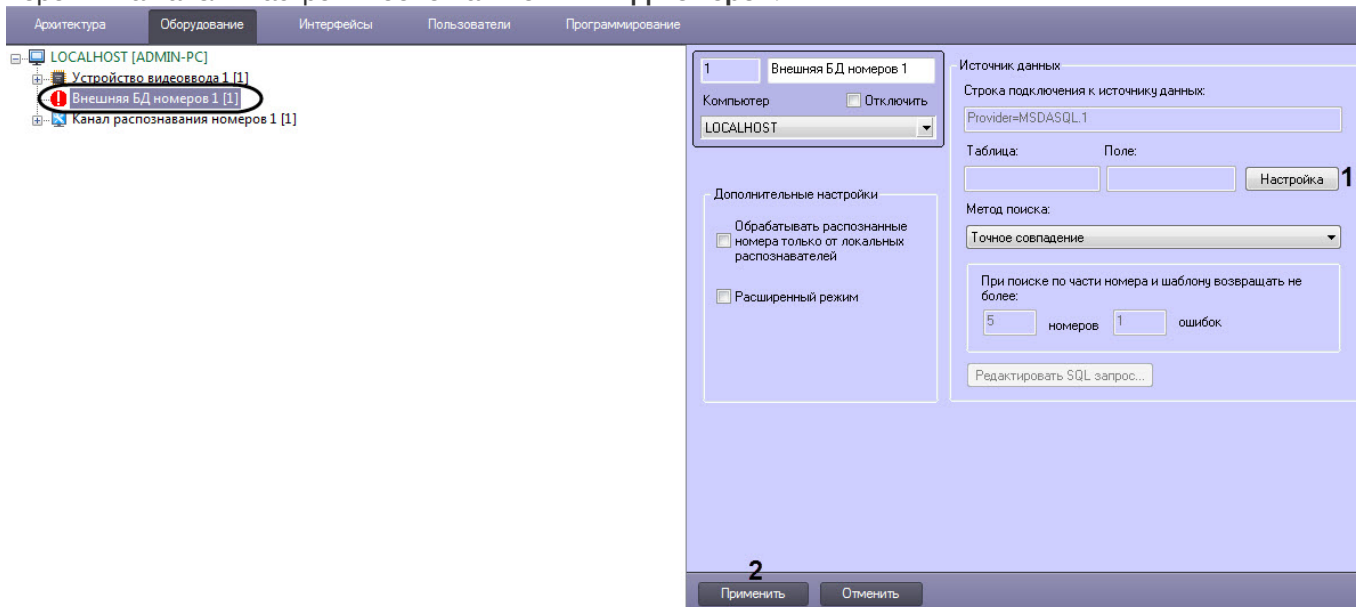 Архитектура Оборудование Интерфейсы Пользователи Программирование
LOCALHOST [ADMIN-PC]
Устройство видеоввода 1 [1]
Внешняя БД номеров 1 [1]
Канал распознавания номеров 1 [1]
1 Внешняя БД номеров 1
Компьютер Отключить
LOCALHOST
Дополнительные настройки
Обрабатывать распознанные
номера только от локальных
распознавателей
Расширенный режим
Источник данных
Строка подключения к источнику данных:
Provider=MSDASQL.1
Таблица: Поле:
Настройка 1
Метод поиска:
Точное совпадение
При поиске по части номера и шаблону возвращать не
более:
5 номеров 1 ошибок
Редактировать SQL запрос...
2
Применить Отменить